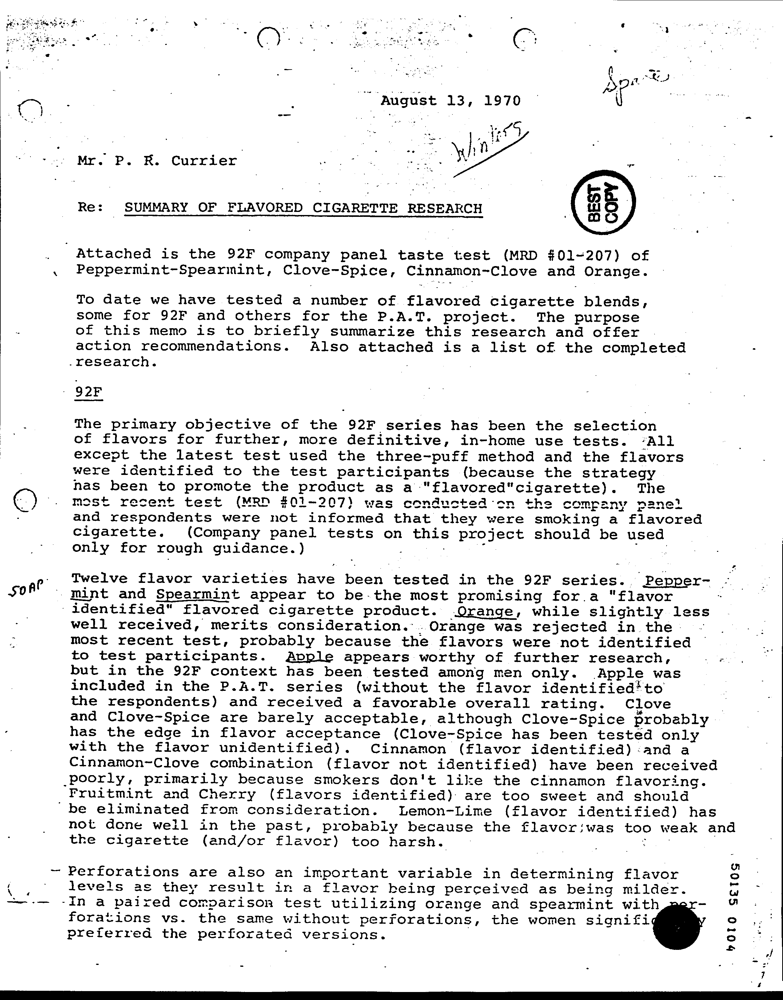 Spare
August 13, 1970
Winters
Mr. P. R. Currier
BEST
COPY
Re: SUMMARY OF FLAVORED CIGARETTE RESEARCH
Attached is the 92F company panel taste test (MRD #01-207) of
Peppermint-Spearmint, Clove-Spice, Cinnamon-Clove and Orange.
To date we have tested a number of flavored cigarette blends,
some for 92F and others for the P.A.T. project. The purpose
of this memo is to briefly summarize this research and offer
action recommendations. Also attached is a list of the completed
research.
92F
The primary objective of the 92F series has been the selection
of flavors for further, more definitive, in-home use tests. All
except the latest test used the three-puff method and the flavors
were identified to the test participants (because the strategy
has been to promote the product as a "flavored"cigarette). The
most recent test (MRD #01-207) was conducted on the company panel
and respondents were not informed that they were smoking a flavored
cigarette. (Company panel tests on this project should be used
only for rough guidance.)
SOAP
Twelve flavor varieties have been tested in the 92F series. Pepper-
mint and Spearmint appear to be the most promising for a "flavor
identified" flavored cigarette product. Orange, while slightly less
well received, merits consideration. Orange was rejected in the
most recent test, probably because the flavors were not identified
to test participants. Apple appears worthy of further research,
but in the 92F context has been tested among men only. Apple was
included in the P.A.T. series (without the flavor identified to
the respondents) and received a favorable overall rating. Clove
and Clove-Spice are barely acceptable, although Clove-Spice probably
has the edge in flavor acceptance (Clove-Spice has been tested only
with the flavor unidentified). Cinnamon (flavor identified) and a
Cinnamon-Clove combination (flavor not identified) have been received
poorly, primarily because smokers don't like the cinnamon flavoring.
Fruitmint and Cherry (flavors identified) are too sweet and should
be eliminated from consideration. Lemon-Lime (flavor identified) has
not done well in the past, probably because the flavor was too weak and
the cigarette (and/or flavor) too harsh.
Perforations are also an important variable in determining flavor
levels as they result in a flavor being perceived as being milder.
In a paired comparison test utilizing orange and spearmint with per-
forations vs. the same without perforations, the women
preferred the perforated versions.
50135 0104